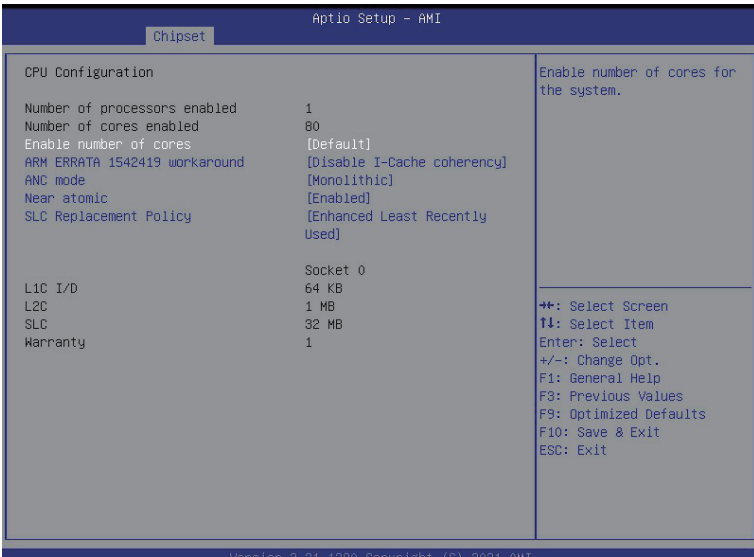 Aptio Setup – AMI
Chipset
CPU Configuration
Number of processors enabled 1
Number of cores enabled 80
Enable number of cores [Default]
ARM ERRATA 1542419 workaround [Disable I-Cache coherency]
ANC mode [Monolithic]
Near atomic [Enabled]
SLC Replacement Policy [Enhanced Least Recently
Used]
Socket 0
L1C I/D 64 KB
L2C 1 MB
SLC 32 MB
Warranty 1
Enable number of cores for
the system.
→←: Select Screen
↑↓: Select Item
Enter: Select
+/-: Change Opt.
F1: General Help
F3: Previous Values
F9: Optimized Defaults
F10: Save & Exit
ESC: Exit
Version Copyright (C) 2021 AMI